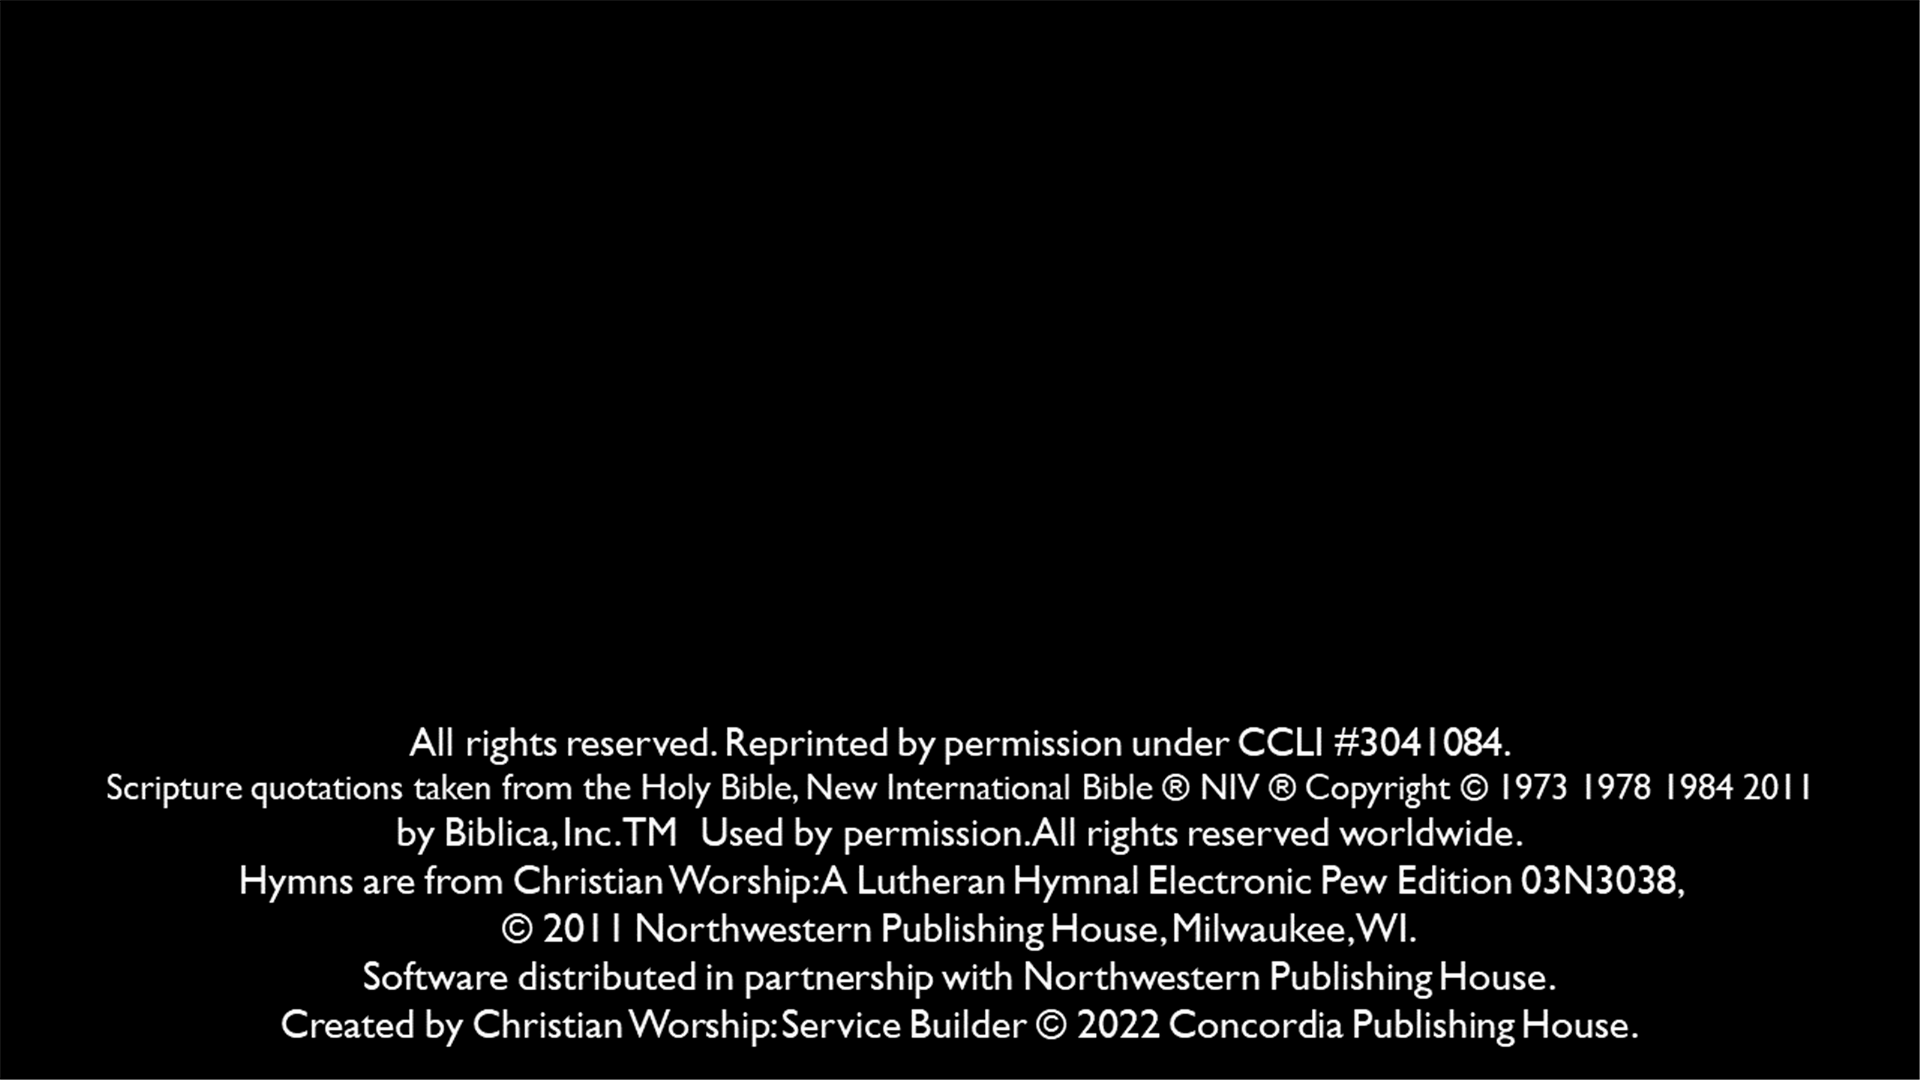 All rights reserved. Reprinted by permission under CCLI #3041084.
Scripture quotations taken from the Holy Bible, New International Bible ® NIV ® Copyright © 1973 1978 1984 2011
by Biblica, Inc.TM Used by permission.All rights reserved worldwide.
Hymns are from Christian Worship:A Lutheran Hymnal Electronic Pew Edition 03N3038,
© 2011 Northwestern Publishing House, Milwaukee,WI.
Software distributed in partnership with Northwestern Publishing House.
Created by Christian Worship: Service Builder © 2022 Concordia Publishing House.